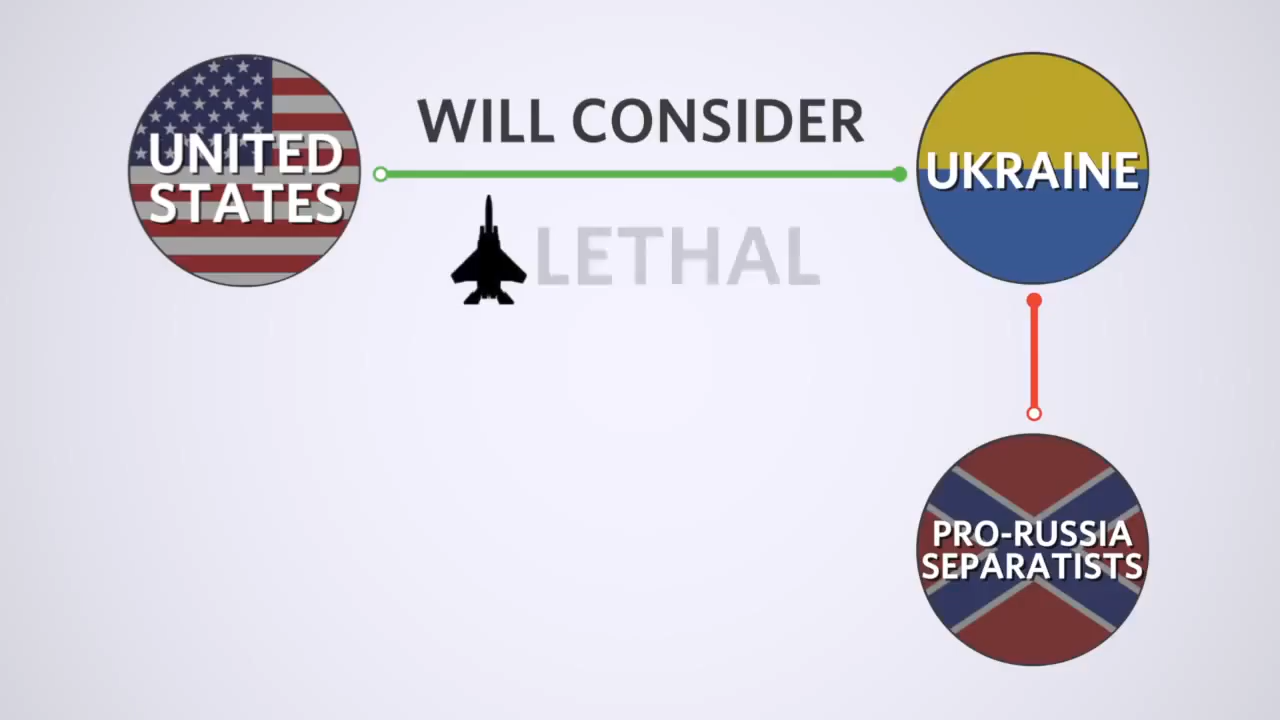 UNITED
STATES
WILL CONSIDER
UKRAINE
LETHAL
PRO-RUSSIA
SEPARATISTS